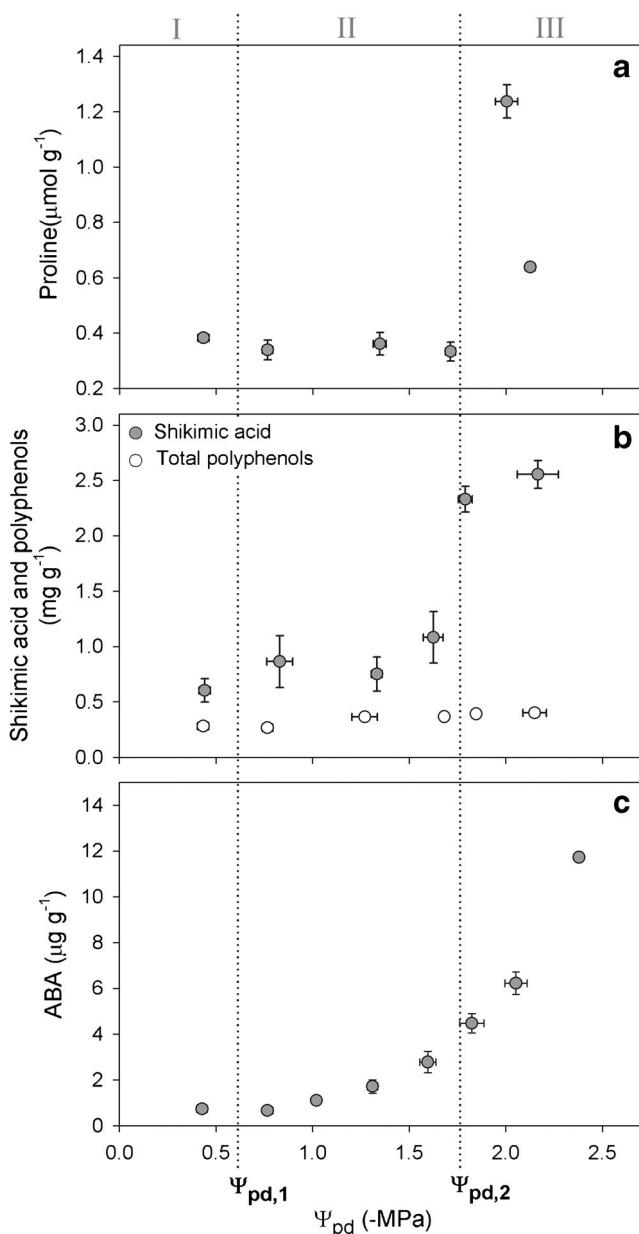 I II III
a
1.4
1.2
1.0
0.8
0.6
0.4
0.2
Proline(μmol g⁻¹)
b
Shikimic acid
Total polyphenols
3.0
2.5
2.0
1.5
1.0
0.5
0.0
Shikimic acid and polyphenols
(mg g⁻¹)
c
14
12
10
8
6
4
2
0
ABA (μg g⁻¹)
0.0 0.5 1.0 1.5 2.0 2.5
Ψpd,1 Ψpd,2
Ψpd (-MPa)